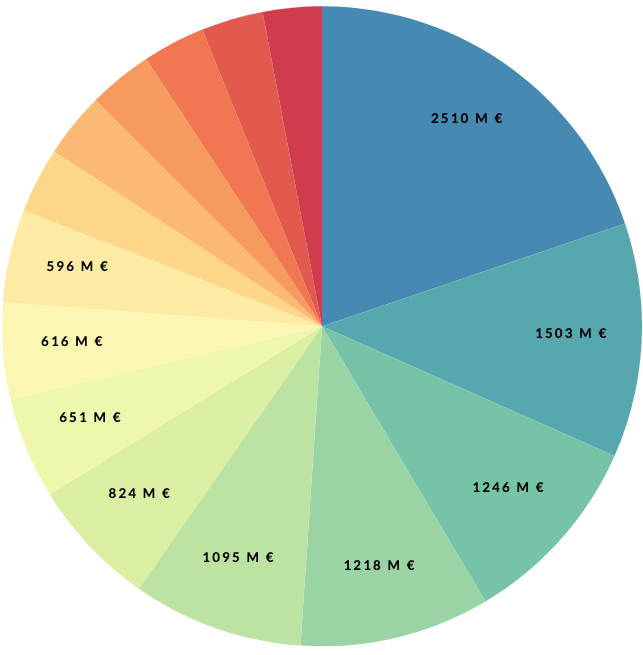 2510 M €
1503 M €
1246 M €
1218 M €
1095 M €
824 M €
651 M €
616 M €
596 M €